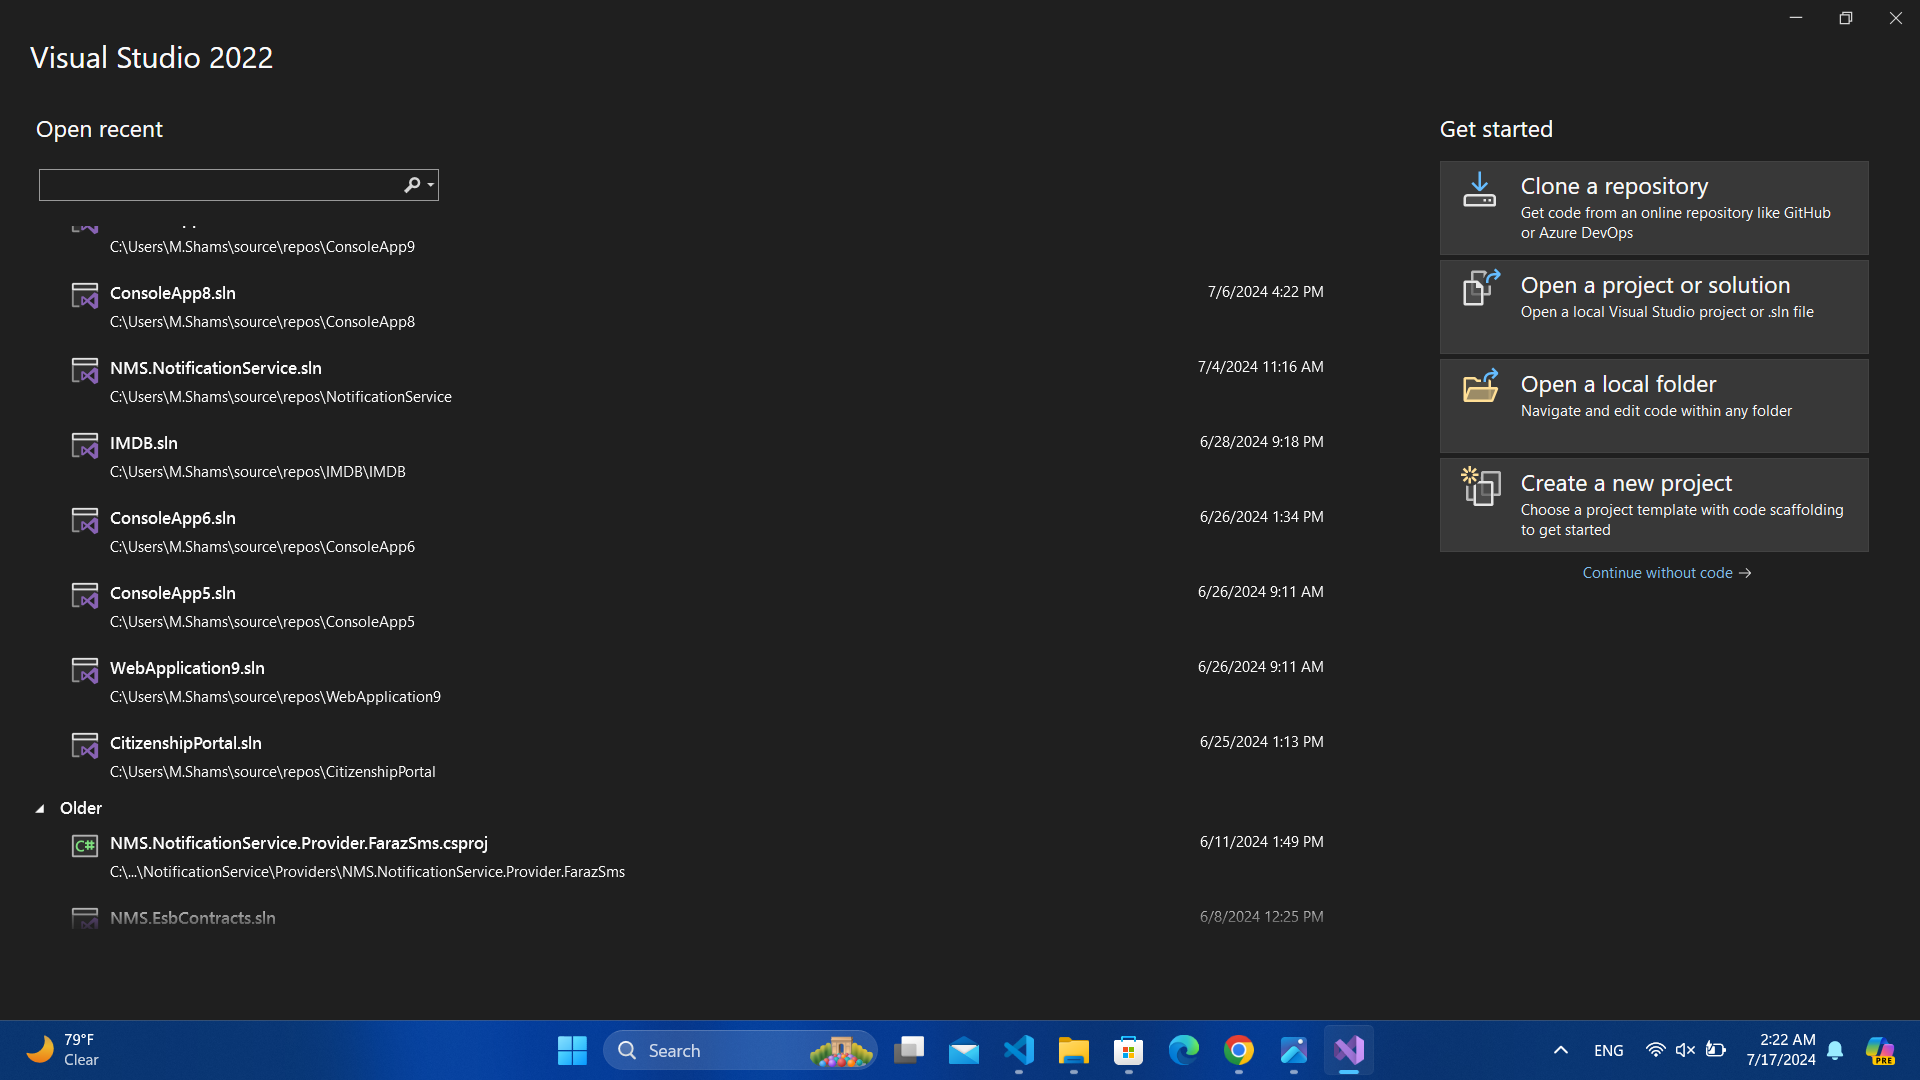 Visual Studio 2022
Open recent
C:\Users\M.Shams\source\repos\ConsoleApp9
ConsoleApp8.sln 7/6/2024 4:22 PM
C:\Users\M.Shams\source\repos\ConsoleApp8
NMS.NotificationService.sln 7/4/2024 11:16 AM
C:\Users\M.Shams\source\repos\NotificationService
IMDB.sln 6/28/2024 9:18 PM
C:\Users\M.Shams\source\repos\IMDB\IMDB
ConsoleApp6.sln 6/26/2024 1:34 PM
C:\Users\M.Shams\source\repos\ConsoleApp6
ConsoleApp5.sln 6/26/2024 9:11 AM
C:\Users\M.Shams\source\repos\ConsoleApp5
WebApplication9.sln 6/26/2024 9:11 AM
C:\Users\M.Shams\source\repos\WebApplication9
CitizenshipPortal.sln 6/25/2024 1:13 PM
C:\Users\M.Shams\source\repos\CitizenshipPortal
Older
C# NMS.NotificationService.Provider.FarazSms.csproj 6/11/2024 1:49 PM
C:\...\NotificationService\Providers\NMS.NotificationService.Provider.FarazSms
NMS.EsbContracts.sln 6/8/2024 12:25 PM
Get started
Clone a repository
Get code from an online repository like GitHub
or Azure DevOps
Open a project or solution
Open a local Visual Studio project or .sln file
Open a local folder
Navigate and edit code within any folder
Create a new project
Choose a project template with code scaffolding
to get started
Continue without code →
79°F
Clear
Search
ENG
2:22 AM
7/17/2024
PRE